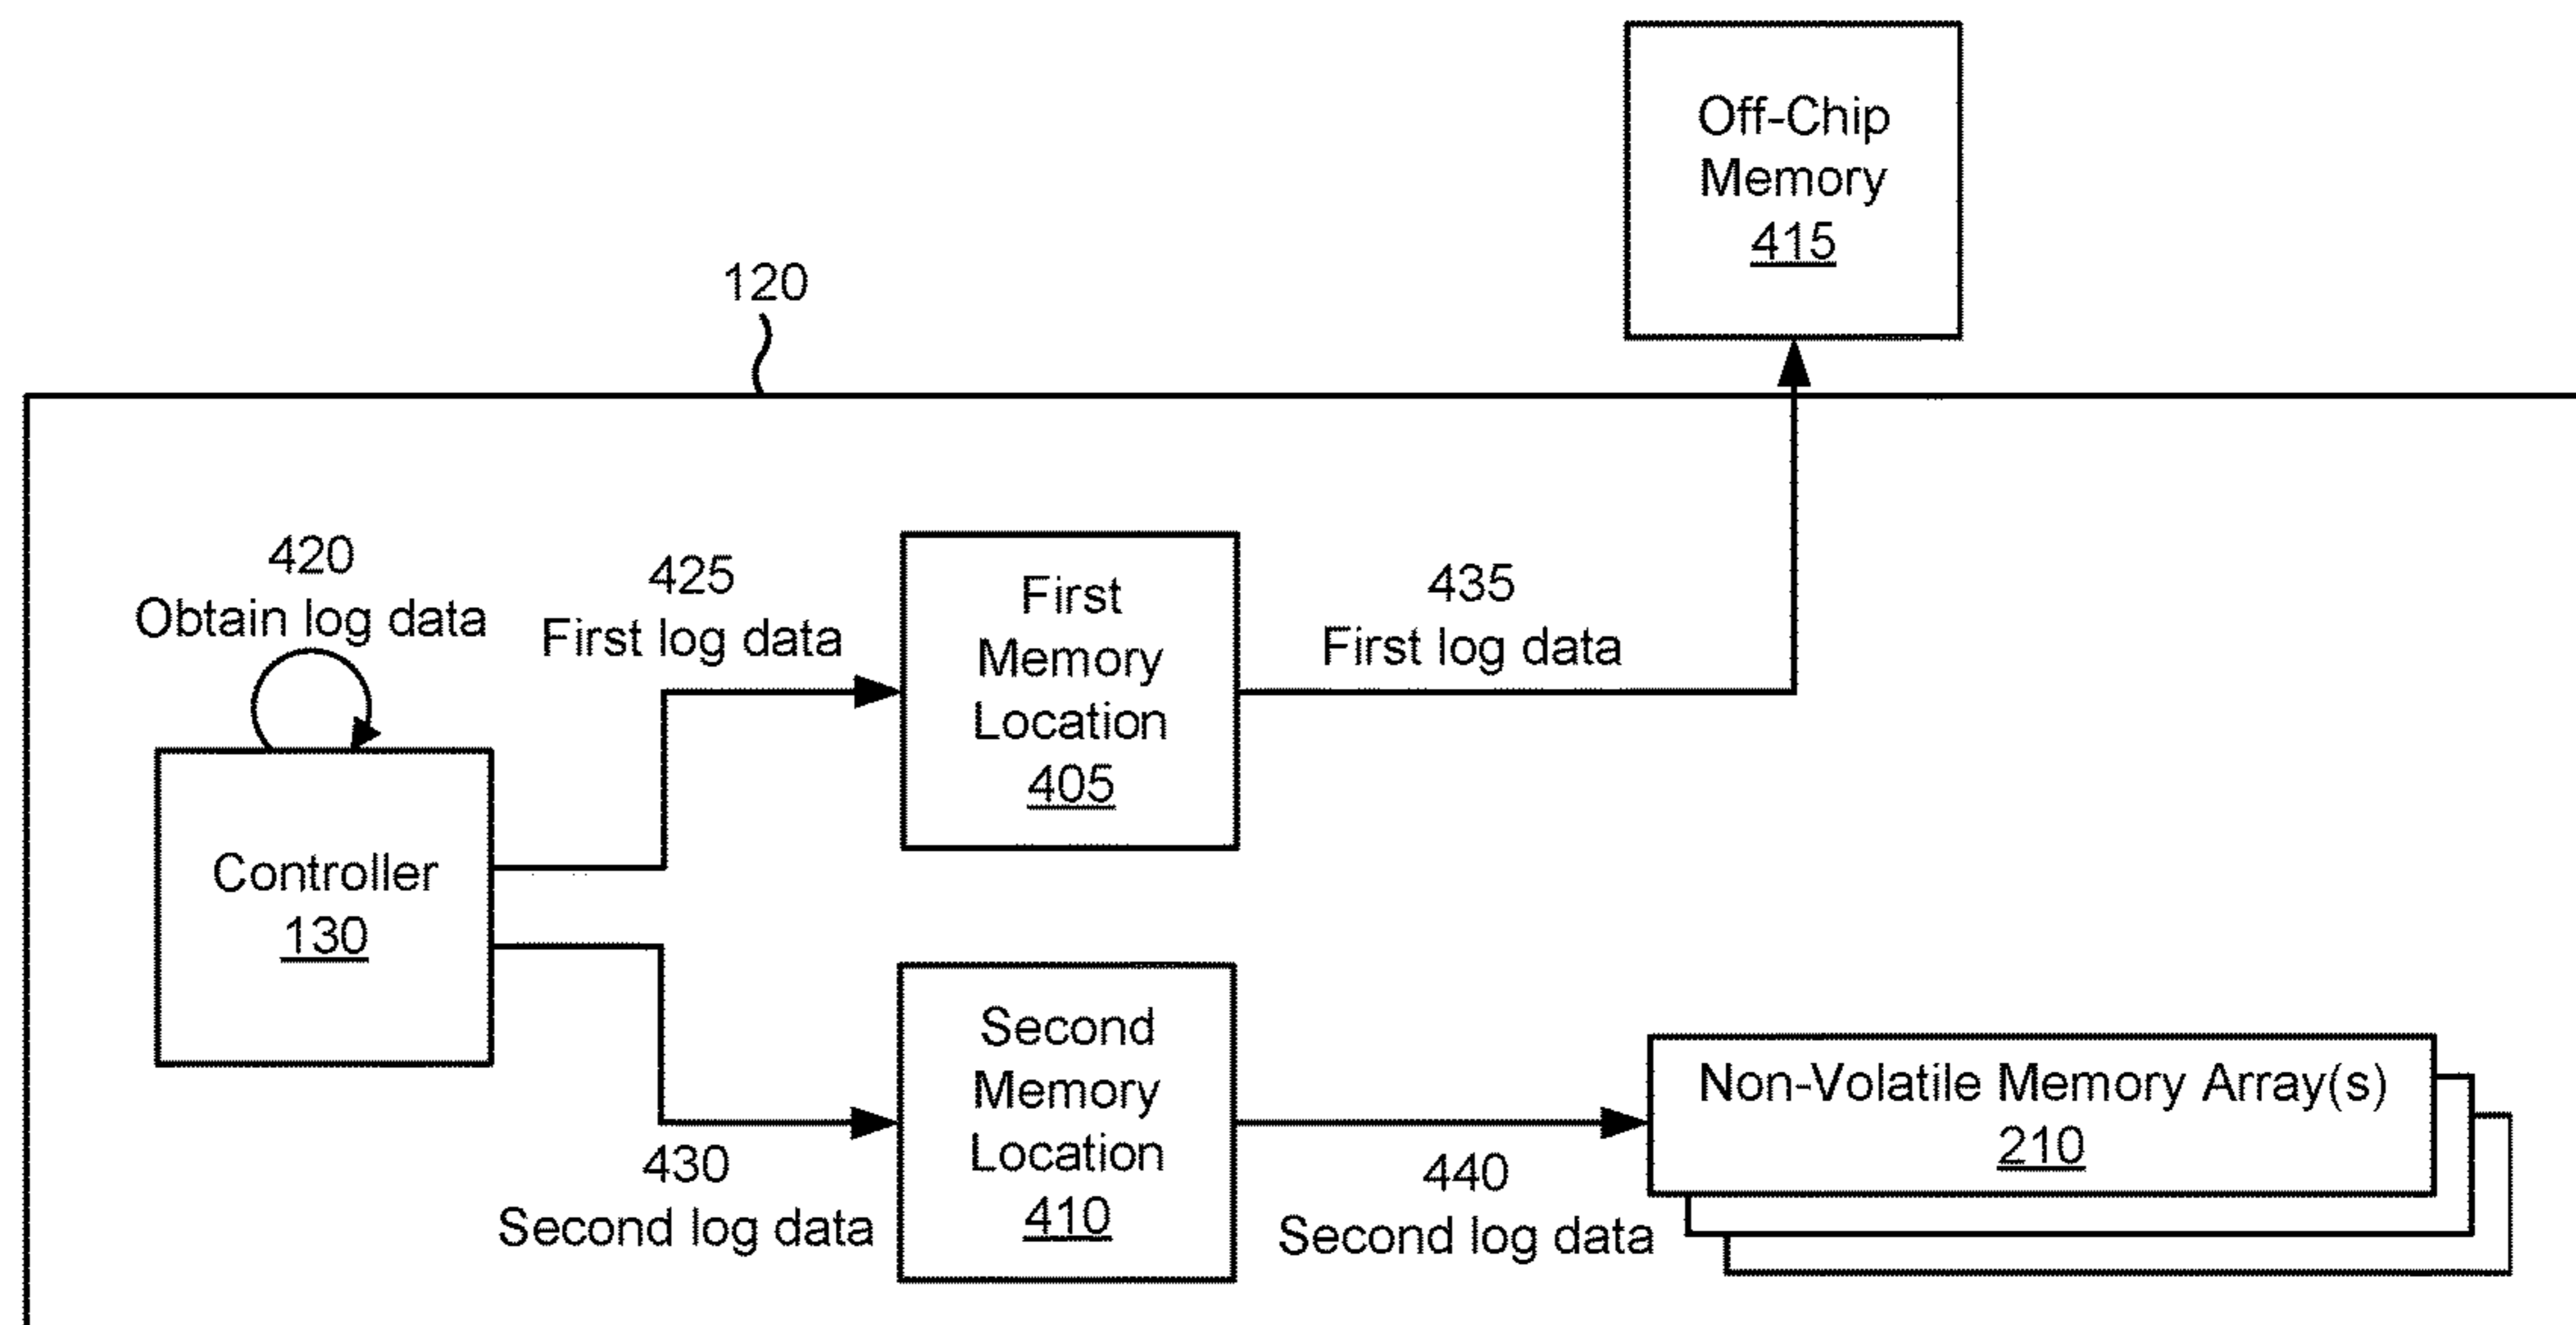 Off-Chip
Memory
415
120
420
Obtain log data
425
First log data
First
Memory
Location
405
435
First log data
Controller
130
430
Second log data
Second
Memory
Location
410
440
Second log data
Non-Volatile Memory Array(s)
210